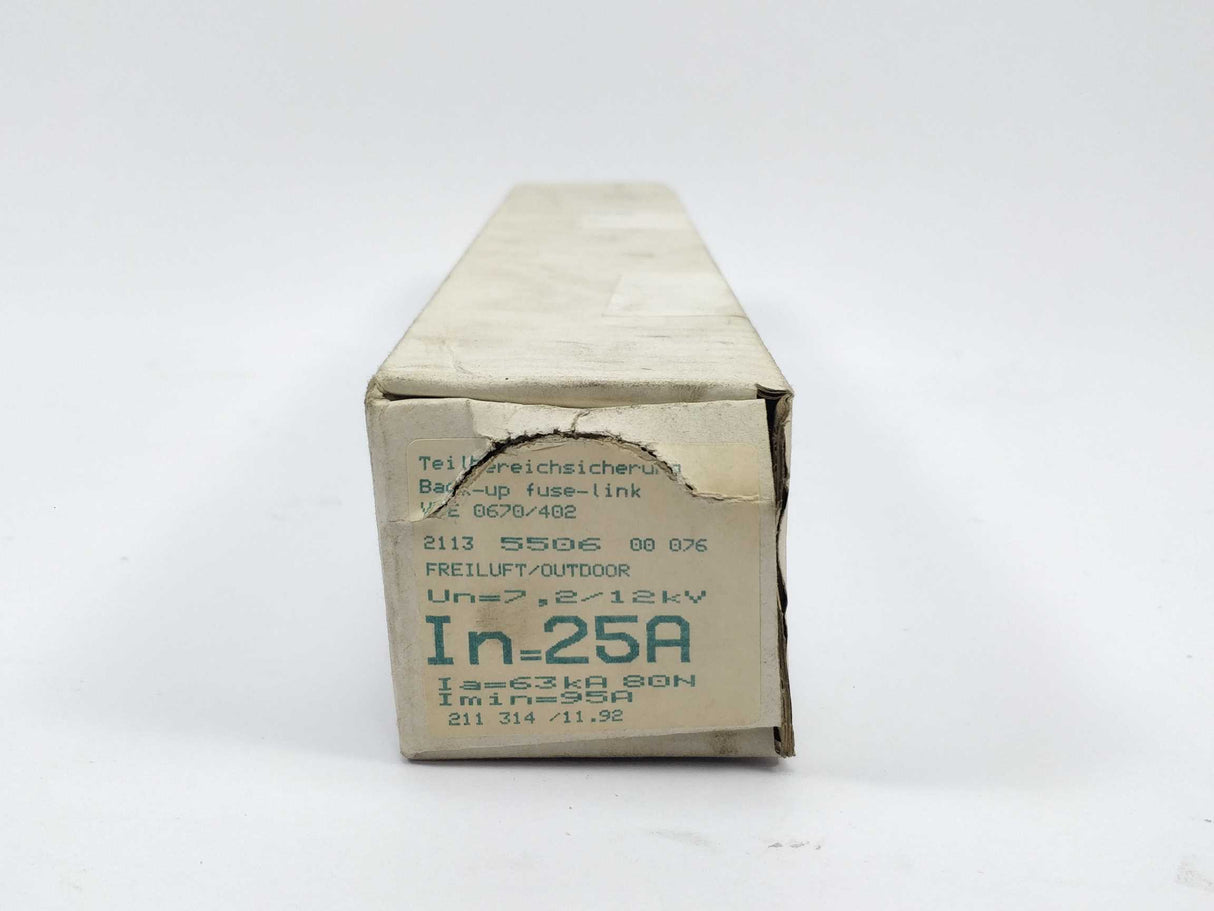 Teilbereichsicherung
Back-up fuse-link
VDE 0670/402
2113 5506 00 076
FREILUFT/OUTDOOR
Un=7,2/12kV
In=25A
Ia=63kA 80N
Imin=95A
211 314 /11.92